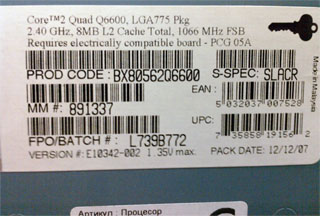 Core™2 Quad Q6600, LGA775 Pkg
2.40 GHz, 8MB L2 Cache Total, 1066 MHz FSB
Requires electrically compatible board - PCG 05A
Made in Malaysia
PROD CODE: BX80562Q6600 S-SPEC: SLACR
EAN:
5 032037 007528
MM#: 891337
UPC:
7 35858 19156 2
FPO/BATCH #: L739B772
VERSION #: E10342-002 1.35V max. PACK DATE: 12/12/07
Артикул: Процесор